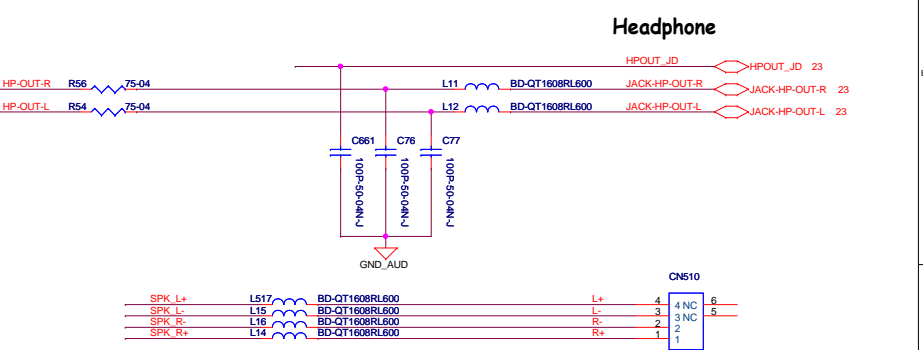 Headphone
HPOUT_JD HPOUT_JD 23
HP-OUT-R R56 75-04 L11 BD-QT1608RL600 JACK-HP-OUT-R JACK-HP-OUT-R 23
HP-OUT-L R54 75-04 L12 BD-QT1608RL600 JACK-HP-OUT-L JACK-HP-OUT-L 23
C661 C76 C77
100P-50-04N-J 100P-50-04N-J 100P-50-04N-J
GND_AUD
CN510
SPK_L+ L517 BD-QT1608RL600 L+ 4 4 NC 6
SPK_L- L15 BD-QT1608RL600 L- 3 3 NC 5
SPK_R- L16 BD-QT1608RL600 R- 2 2
SPK_R+ L14 BD-QT1608RL600 R+ 1 1